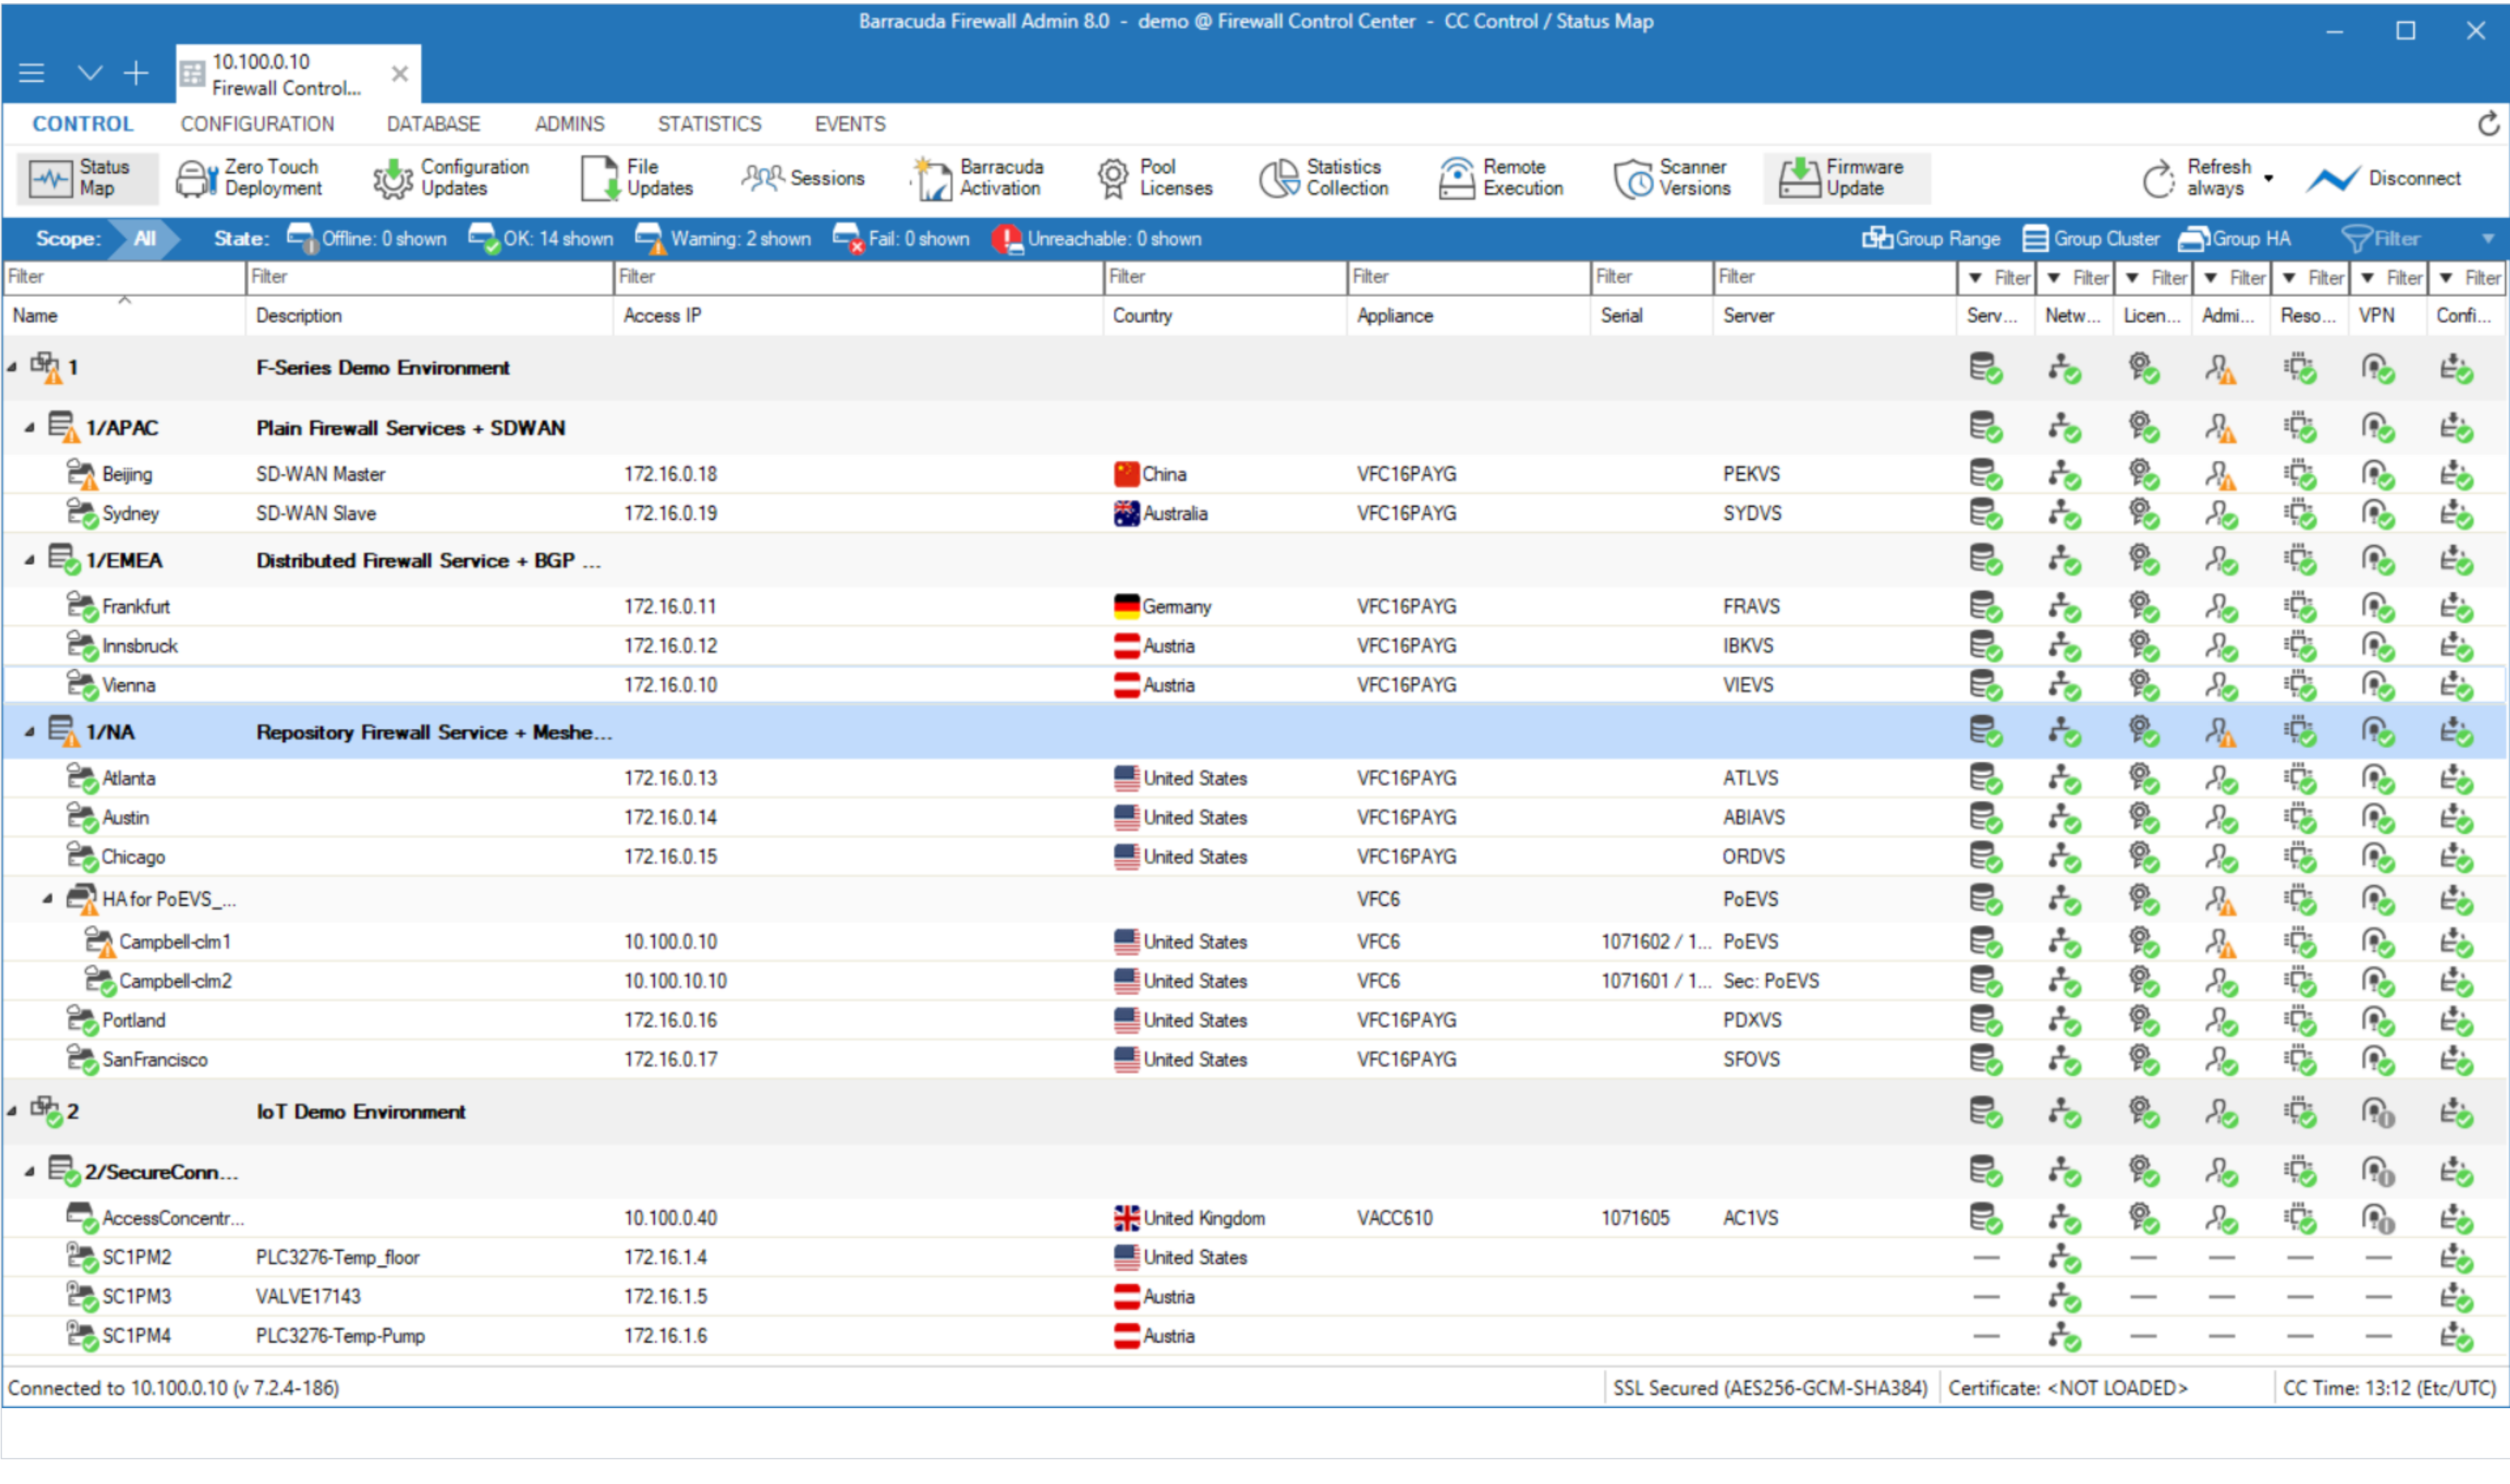 Barracuda Firewall Admin 8.0 - demo @ Firewall Control Center - CC Control / Status Map
10.100.0.10
Firewall Control...
CONTROL CONFIGURATION DATABASE ADMINS STATISTICS EVENTS
Status Map Zero Touch Deployment Configuration Updates File Updates Sessions Barracuda Activation Pool Licenses Statistics Collection Remote Execution Scanner Versions Firmware Update Refresh always Disconnect
Scope: All State: Offline: 0 shown OK: 14 shown Warning: 2 shown Fail: 0 shown Unreachable: 0 shown Group Range Group Cluster Group HA Filter
Filter Filter Filter Filter Filter Filter Filter Filter Filter Filter Filter Filter Filter Filter
Name Description Access IP Country Appliance Serial Server Serv... Netw... Licen... Admi... Reso... VPN Confi...
1 F-Series Demo Environment
1/APAC Plain Firewall Services + SDWAN
Beijing SD-WAN Master 172.16.0.18 China VFC16PAYG PEKVS
Sydney SD-WAN Slave 172.16.0.19 Australia VFC16PAYG SYDVS
1/EMEA Distributed Firewall Service + BGP ...
Frankfurt 172.16.0.11 Germany VFC16PAYG FRAVS
Innsbruck 172.16.0.12 Austria VFC16PAYG IBKVS
Vienna 172.16.0.10 Austria VFC16PAYG VIEVS
1/NA Repository Firewall Service + Meshe...
Atlanta 172.16.0.13 United States VFC16PAYG ATLVS
Austin 172.16.0.14 United States VFC16PAYG ABIAVS
Chicago 172.16.0.15 United States VFC16PAYG ORDVS
HA for PoEVS_... VFC6 PoEVS
Campbell-clm1 10.100.0.10 United States VFC6 1071602 / 1... PoEVS
Campbell-clm2 10.100.10.10 United States VFC6 1071601 / 1... Sec: PoEVS
Portland 172.16.0.16 United States VFC16PAYG PDXVS
SanFrancisco 172.16.0.17 United States VFC16PAYG SFOVS
2 IoT Demo Environment
2/SecureConn...
AccessConcentr... 10.100.0.40 United Kingdom VACC610 1071605 AC1VS
SC1PM2 PLC3276-Temp_floor 172.16.1.4 United States — — — — —
SC1PM3 VALVE17143 172.16.1.5 Austria — — — — —
SC1PM4 PLC3276-Temp-Pump 172.16.1.6 Austria — — — — —
Connected to 10.100.0.10 (v 7.2.4-186) SSL Secured (AES256-GCM-SHA384) Certificate: <NOT LOADED> CC Time: 13:12 (Etc/UTC)